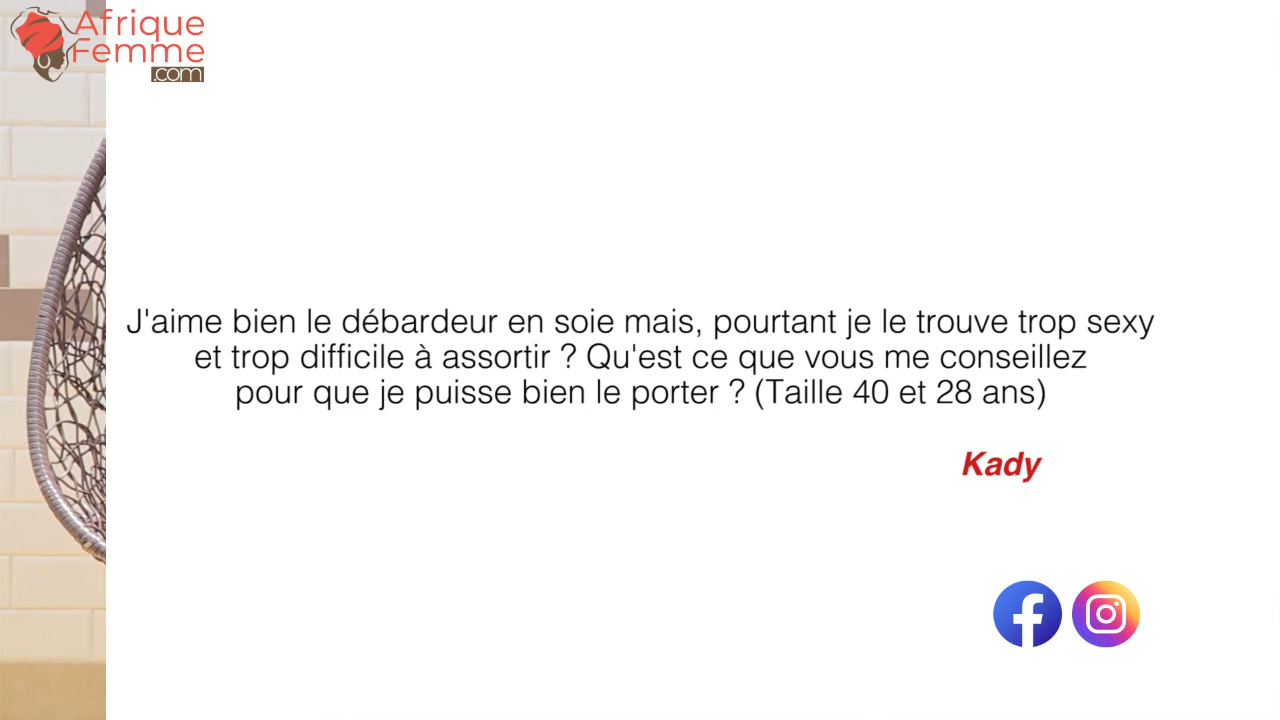 Afrique
Femme
.com
J'aime bien le débardeur en soie mais, pourtant je le trouve trop sexy
et trop difficile à assortir ? Qu'est ce que vous me conseillez
pour que je puisse bien le porter ? (Taille 40 et 28 ans)
Kady